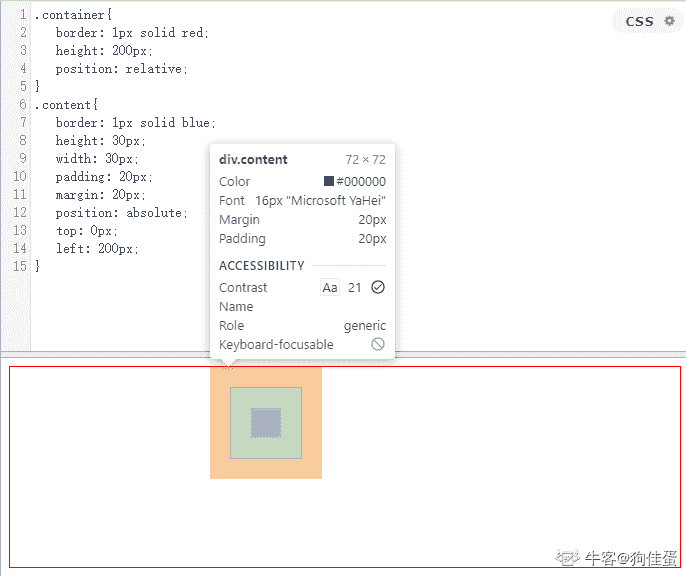 CSS
1 .container{
2 border: 1px solid red;
3 height: 200px;
4 position: relative;
5 }
6 .content{
7 border: 1px solid blue;
8 height: 30px;
9 width: 30px;
10 padding: 20px;
11 margin: 20px;
12 position: absolute;
13 top: 0px;
14 left: 200px;
15 }
div.content 72 × 72
Color #000000
Font 16px "Microsoft YaHei"
Margin 20px
Padding 20px
ACCESSIBILITY
Contrast Aa 21
Name
Role generic
Keyboard-focusable
牛客@狗佳蛋